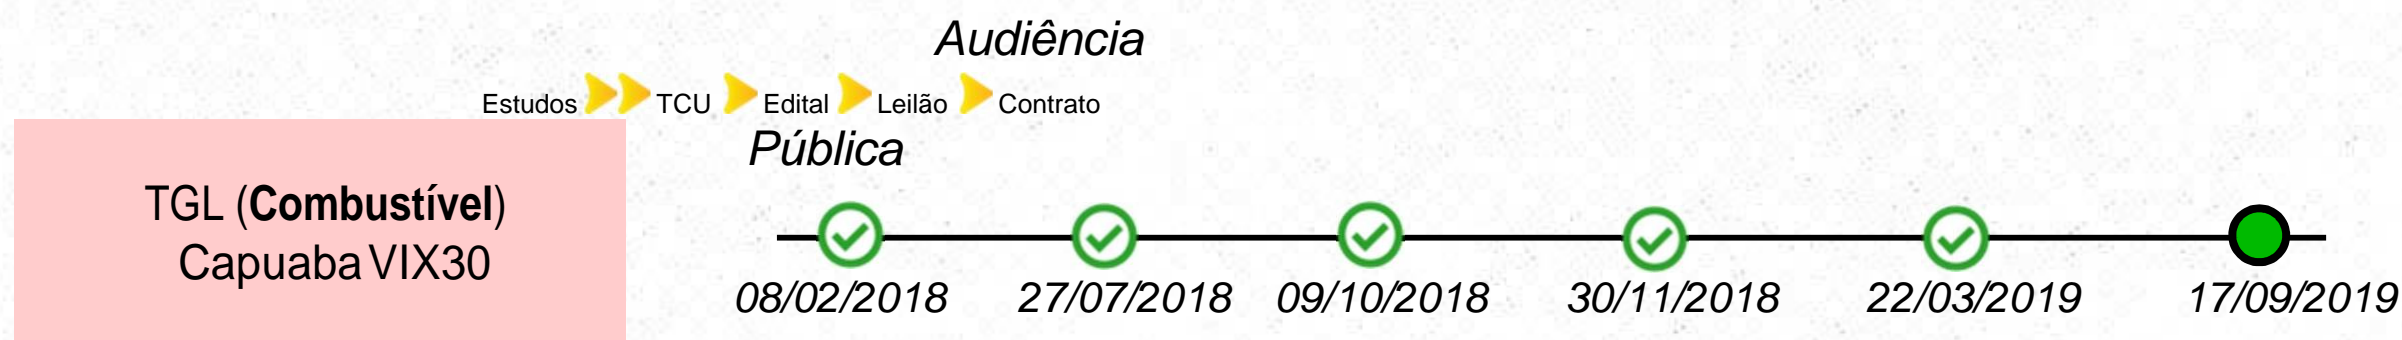 Audiência
Estudos TCU Edital Leilão Contrato
Pública
TGL (Combustível)
Capuaba VIX30
08/02/2018 27/07/2018 09/10/2018 30/11/2018 22/03/2019 17/09/2019